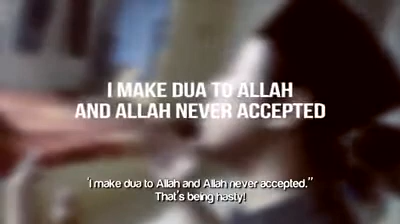 I MAKE DUA TO ALLAH
AND ALLAH NEVER ACCEPTED
'I make dua to Allah and Allah never accepted."
That's being hasty!